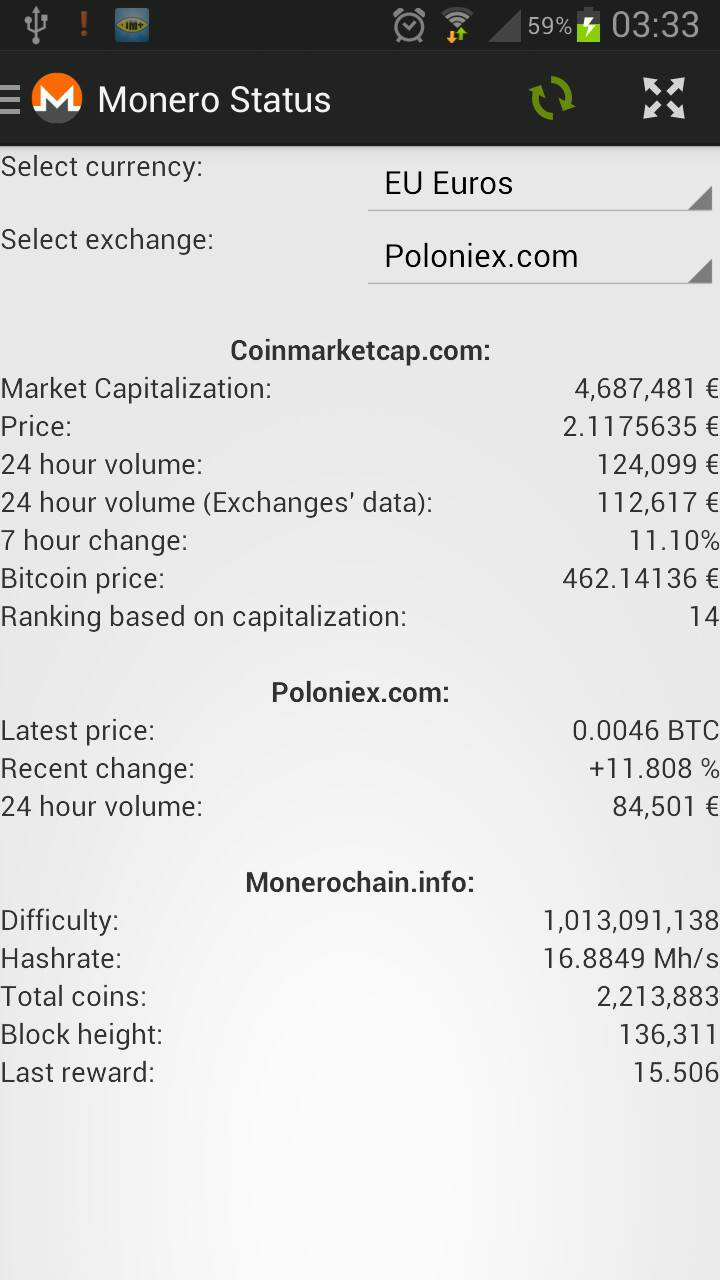 59% 03:33
Monero Status
Select currency: EU Euros
Select exchange: Poloniex.com
Coinmarketcap.com:
Market Capitalization: 4,687,481 €
Price: 2.1175635 €
24 hour volume: 124,099 €
24 hour volume (Exchanges' data): 112,617 €
7 hour change: 11.10%
Bitcoin price: 462.14136 €
Ranking based on capitalization: 14
Poloniex.com:
Latest price: 0.0046 BTC
Recent change: +11.808 %
24 hour volume: 84,501 €
Monerochain.info:
Difficulty: 1,013,091,138
Hashrate: 16.8849 Mh/s
Total coins: 2,213,883
Block height: 136,311
Last reward: 15.506